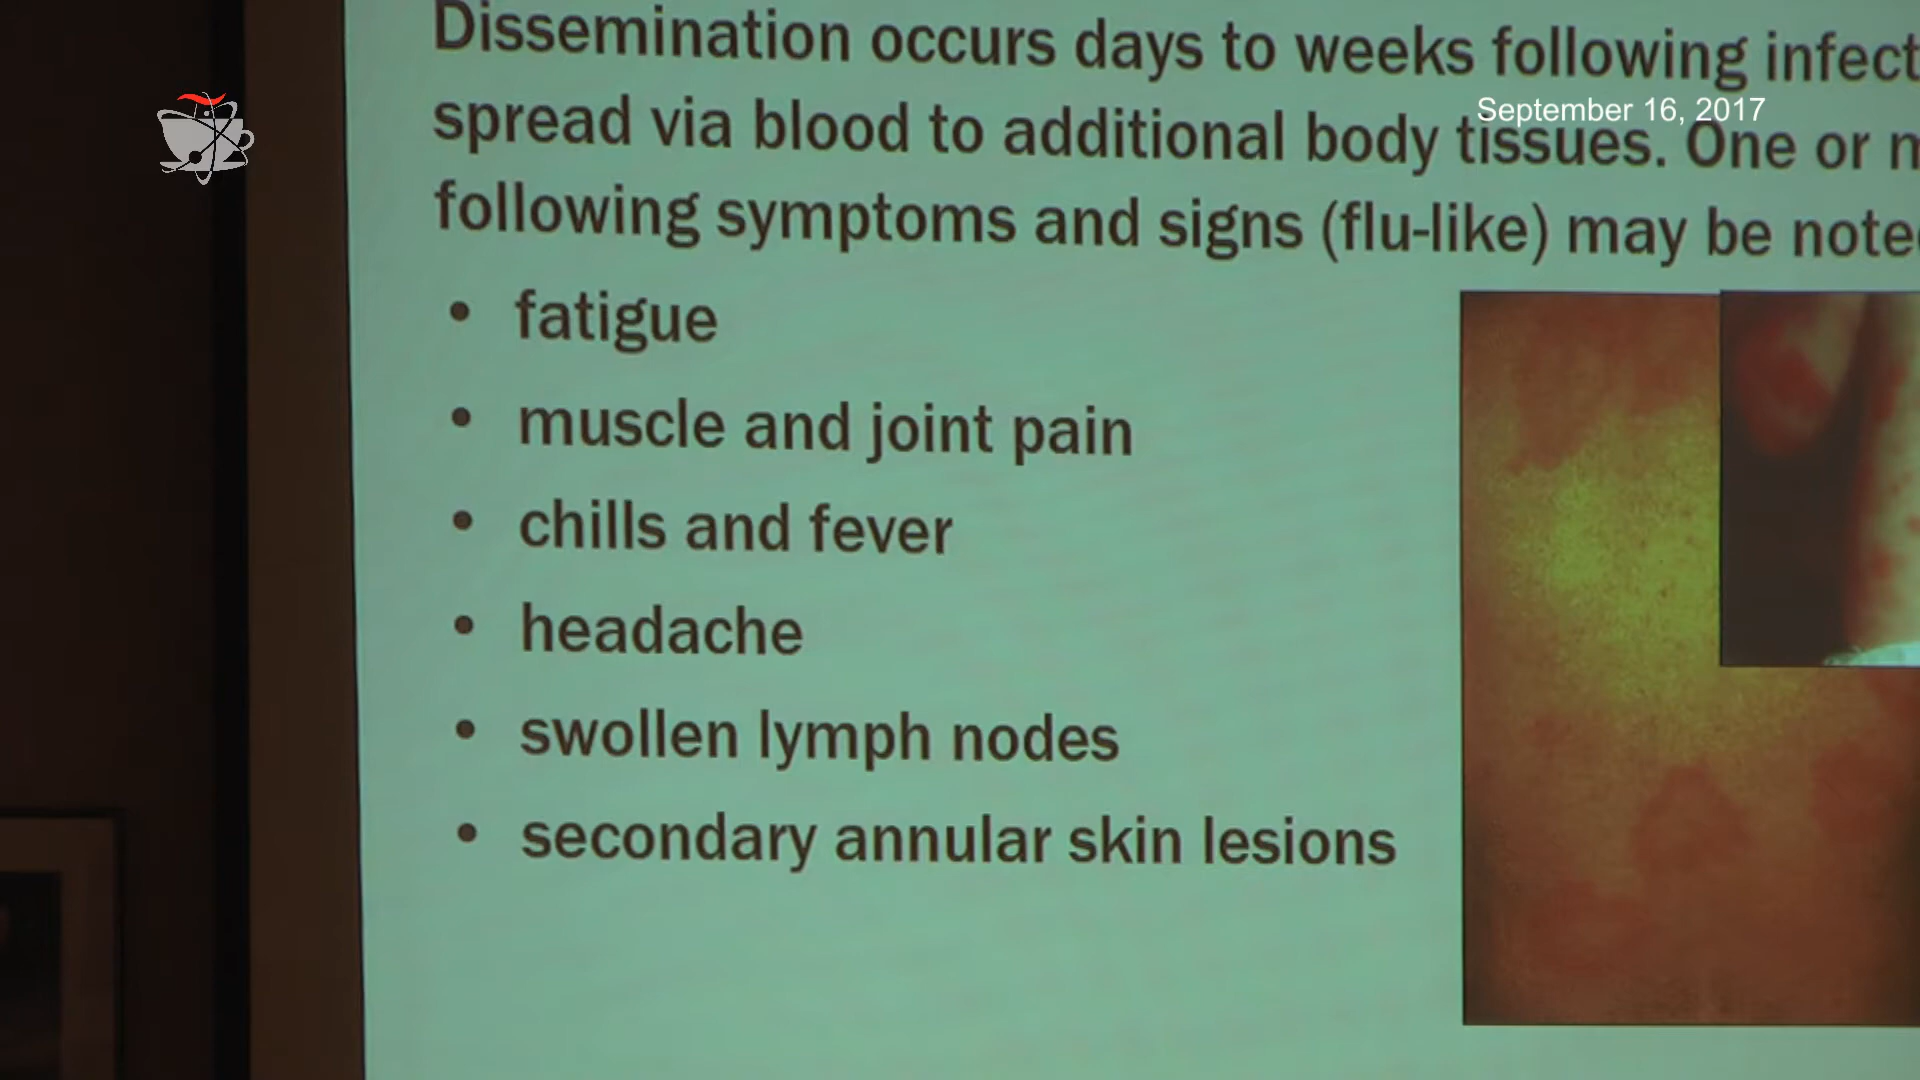 Dissemination occurs days to weeks following
September 16, 2017
spread via blood to additional body tissues. One or
following symptoms and signs (flu-like) may be
• fatigue
• muscle and joint pain
• chills and fever
• headache
• swollen lymph nodes
• secondary annular skin lesions